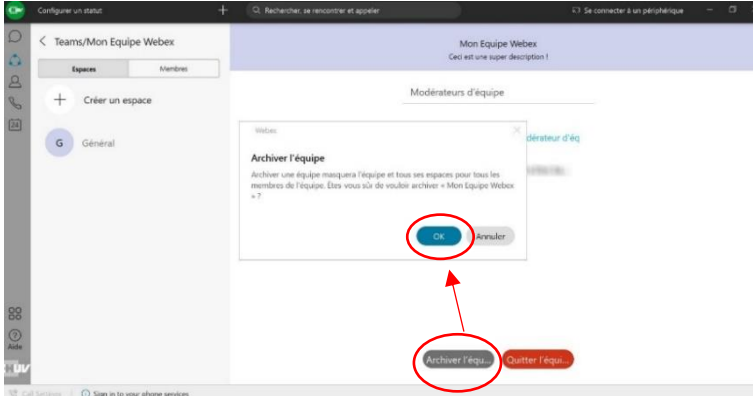 Configurer un statut
Rechercher, se rencontrer et appeler
Se connecter à un périphérique
Teams/Mon Equipe Webex
Espaces Membres
Créer un espace
G Général
Mon Equipe Webex
Ceci est une super description !
Modérateurs d'équipe
dérateur d'éq
Webex
Archiver l'équipe
Archiver une équipe masquera l'équipe et tous ses espaces pour tous les
membres de l'équipe. Êtes-vous sûr de vouloir archiver « Mon Equipe Webex
» ?
OK Annuler
Archiver l'équ... Quitter l'équi...
24
Aide
UV
Call Settings
Sign in to your phone services